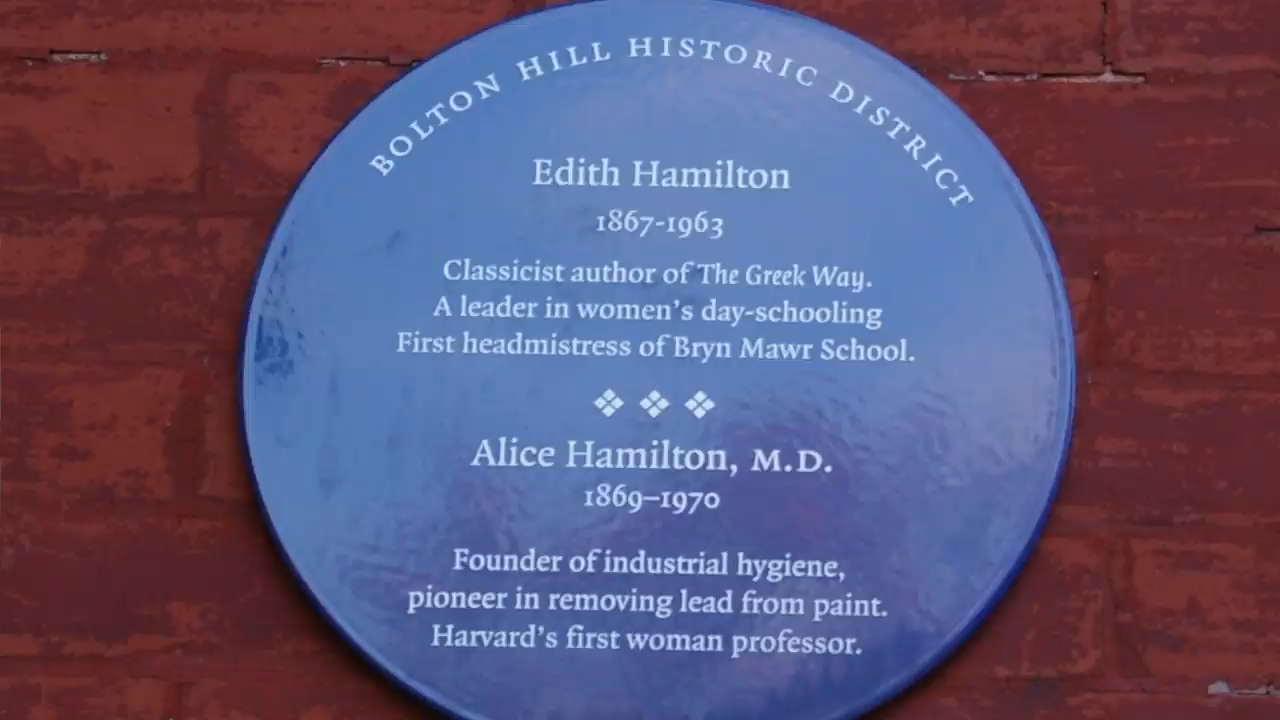 BOLTON HILL HISTORIC DISTRICT
Edith Hamilton
1867-1963
Classicist author of The Greek Way.
A leader in women's day-schooling
First headmistress of Bryn Mawr School.
Alice Hamilton, M.D.
1869–1970
Founder of industrial hygiene,
pioneer in removing lead from paint.
Harvard's first woman professor.